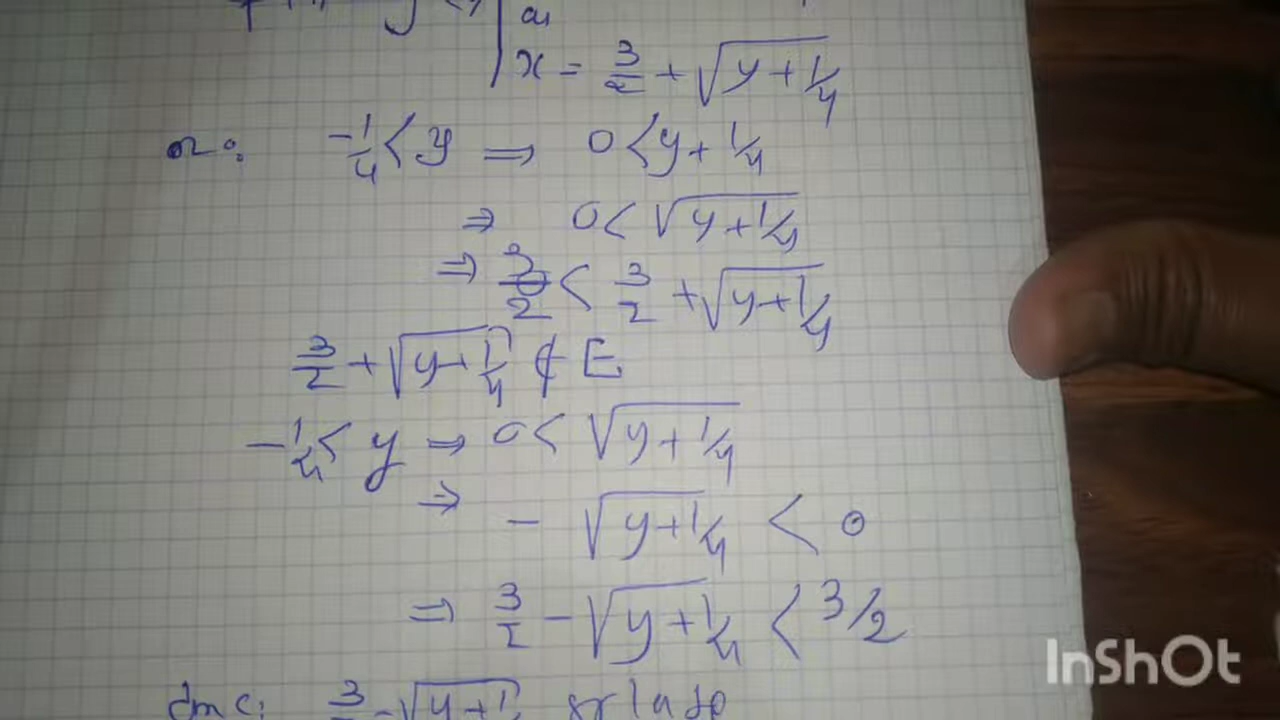 x = 3/2 + √(y + 1/4)
or: -1/4 < y ⇒ 0 < y + 1/4
⇒ 0 < √(y + 1/4)
⇒ 3/2 < 3/2 + √(y + 1/4)
3/2 + √(y + 1/4) ∉ E
-1/4 < y ⇒ 0 < √(y + 1/4)
⇒ - √(y + 1/4) < 0
⇒ 3/2 - √(y + 1/4) < 3/2
InShOt